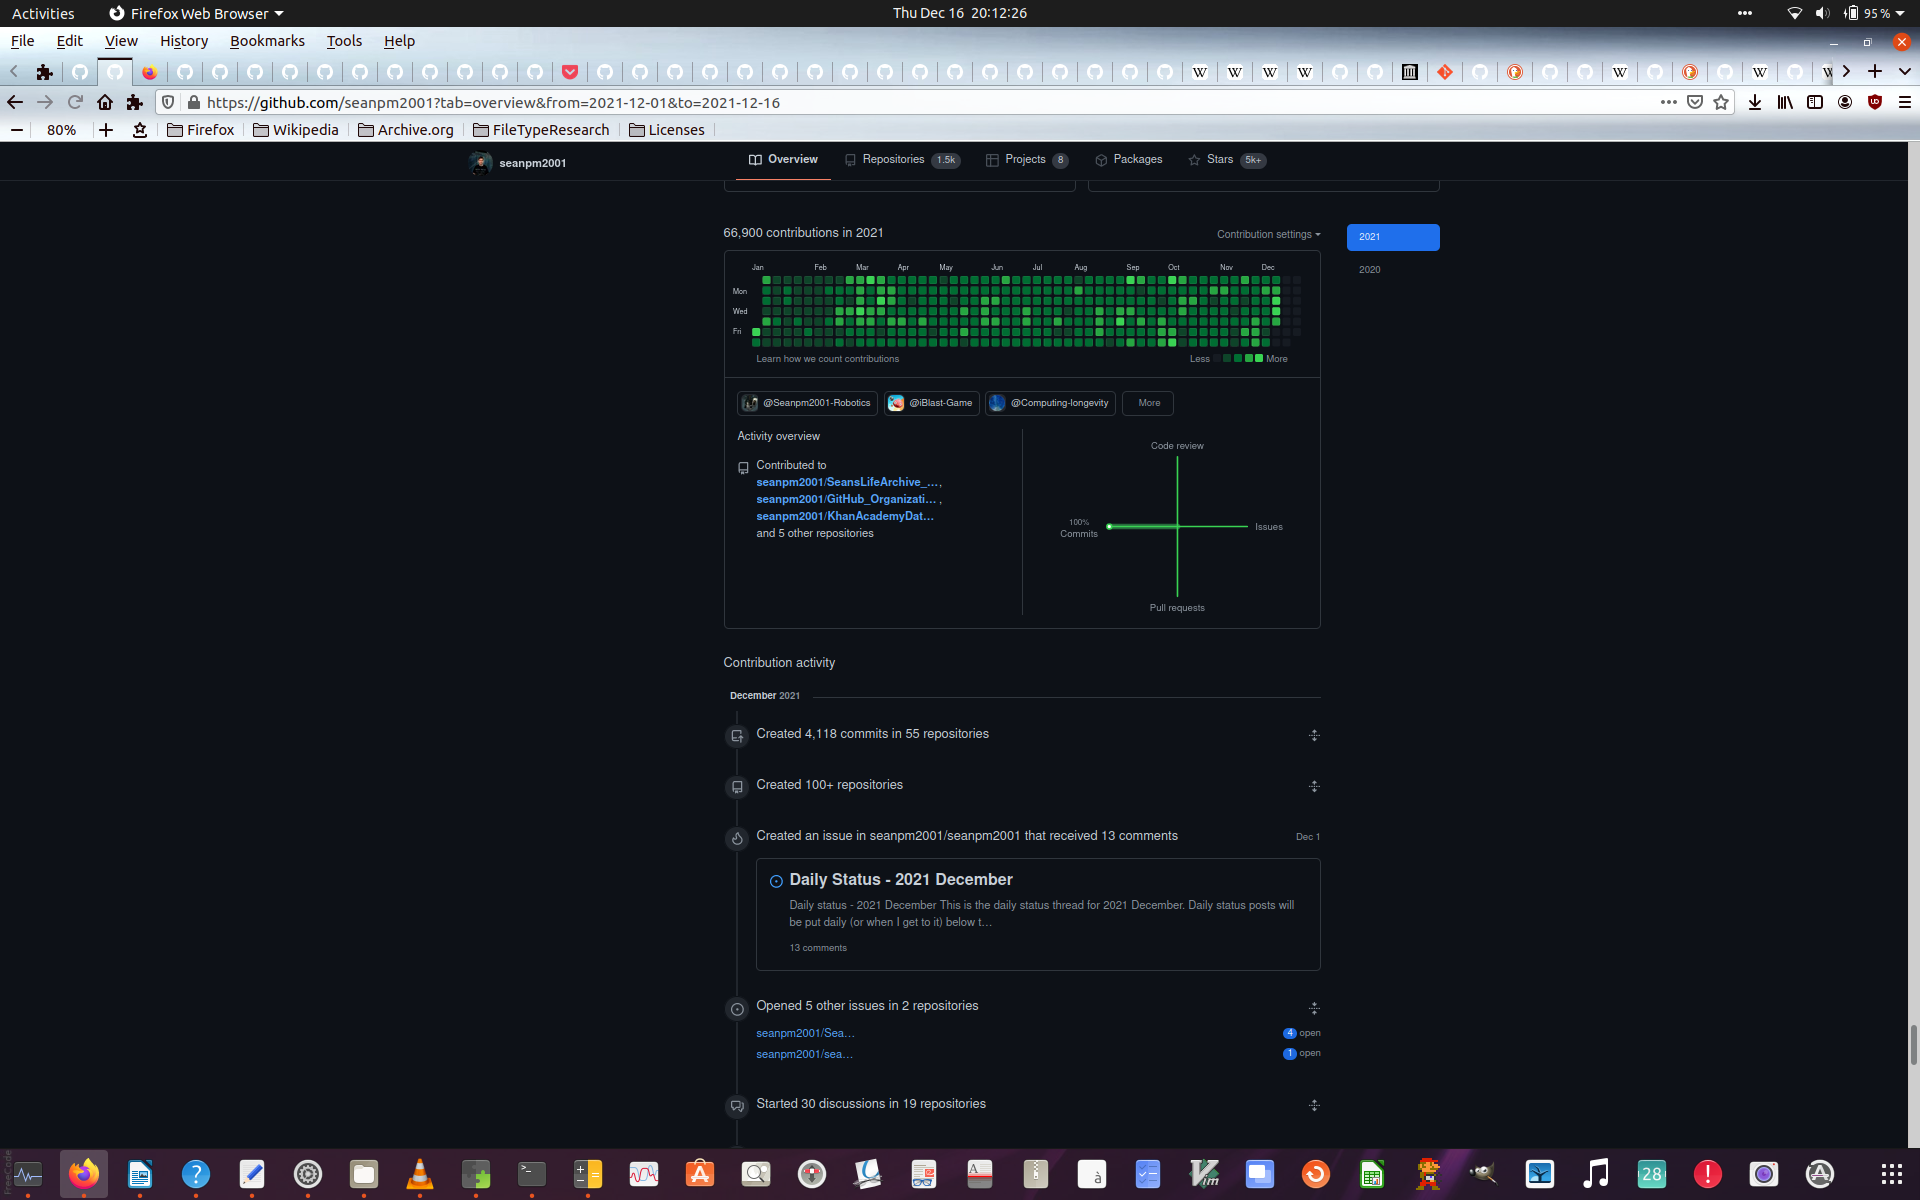 Activities
Firefox Web Browser
Thu Dec 16 20:12:26
95 %
File Edit View History Bookmarks Tools Help
https://github.com/seanpm2001?tab=overview&from=2021-12-01&to=2021-12-16
80%
Firefox
Wikipedia
Archive.org
FileTypeResearch
Licenses
seanpm2001
Overview
Repositories 1.5k
Projects 8
Packages
Stars 5k+
66,900 contributions in 2021
Contribution settings
2021
2020
Jan Feb Mar Apr May Jun Jul Aug Sep Oct Nov Dec
Mon
Wed
Fri
Learn how we count contributions
Less More
@Seanpm2001-Robotics
@iBlast-Game
@Computing-longevity
More
Activity overview
Contributed to
seanpm2001/SeansLifeArchive_…,
seanpm2001/GitHub_Organizati… ,
seanpm2001/KhanAcademyDat…
and 5 other repositories
Code review
100%
Commits
Issues
Pull requests
Contribution activity
December 2021
Created 4,118 commits in 55 repositories
Created 100+ repositories
Created an issue in seanpm2001/seanpm2001 that received 13 comments
Dec 1
Daily Status - 2021 December
Daily status - 2021 December This is the daily status thread for 2021 December. Daily status posts will
be put daily (or when I get to it) below t…
13 comments
Opened 5 other issues in 2 repositories
seanpm2001/Sea…
4 open
seanpm2001/sea…
1 open
Started 30 discussions in 19 repositories
FreeCode
28